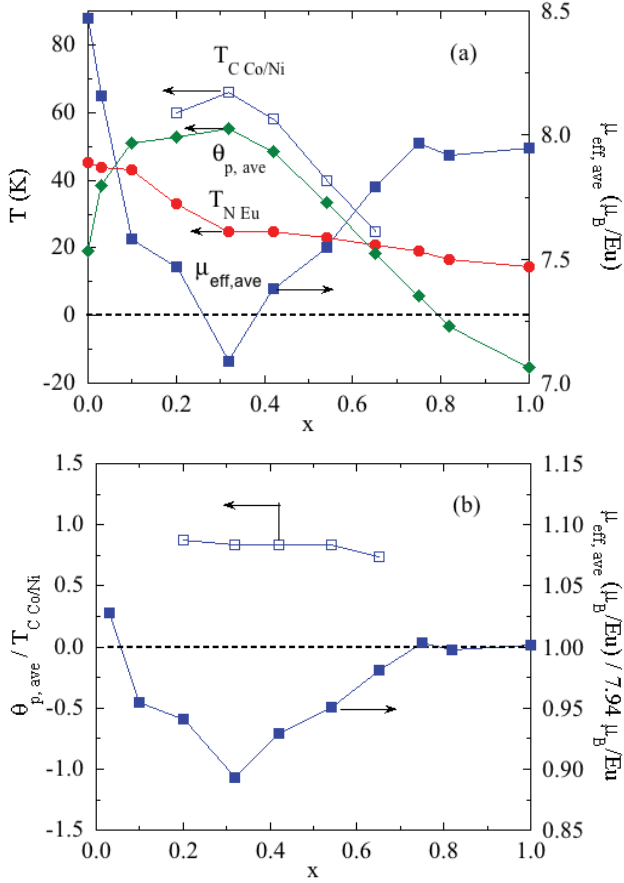 (a)
T_C Co/Ni
θ_p, ave
T_N Eu
μ_eff,ave
T (K)
80
60
40
20
0
-20
8.5
8.0
7.5
7.0
μ_eff, ave (μ_B/Eu)
0.0 0.2 0.4 0.6 0.8 1.0
x
(b)
θ_p, ave / T_C Co/Ni
1.5
1.0
0.5
0.0
-0.5
-1.0
-1.5
1.15
1.10
1.05
1.00
0.95
0.90
0.85
μ_eff, ave (μ_B/Eu) / 7.94 μ_B/Eu
0.0 0.2 0.4 0.6 0.8 1.0
x